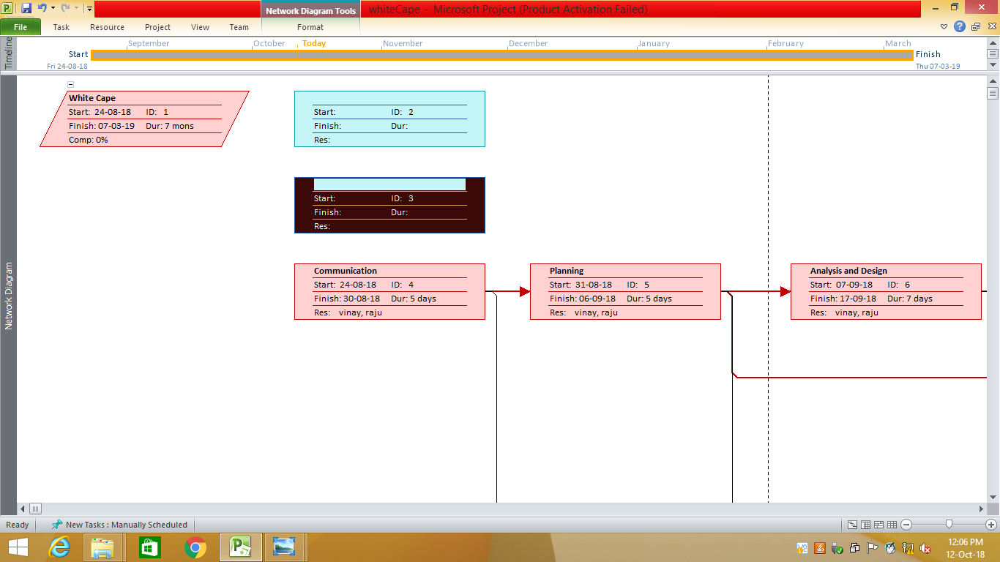 Network Diagram Tools
whiteCape - Microsoft Project (Product Activation Failed)
File Task Resource Project View Team Format
Timeline
September October Today November December January February March
Start Finish
Fri 24-08-18 Thu 07-03-19
Network Diagram
White Cape
Start: 24-08-18 ID: 1
Finish: 07-03-19 Dur: 7 mons
Comp: 0%
Start: ID: 2
Finish: Dur:
Res:
Start: ID: 3
Finish: Dur:
Res:
Communication
Start: 24-08-18 ID: 4
Finish: 30-08-18 Dur: 5 days
Res: vinay, raju
Planning
Start: 31-08-18 ID: 5
Finish: 06-09-18 Dur: 5 days
Res: vinay, raju
Analysis and Design
Start: 07-09-18 ID: 6
Finish: 17-09-18 Dur: 7 days
Res: vinay, raju
Ready New Tasks : Manually Scheduled
12:06 PM
12-Oct-18